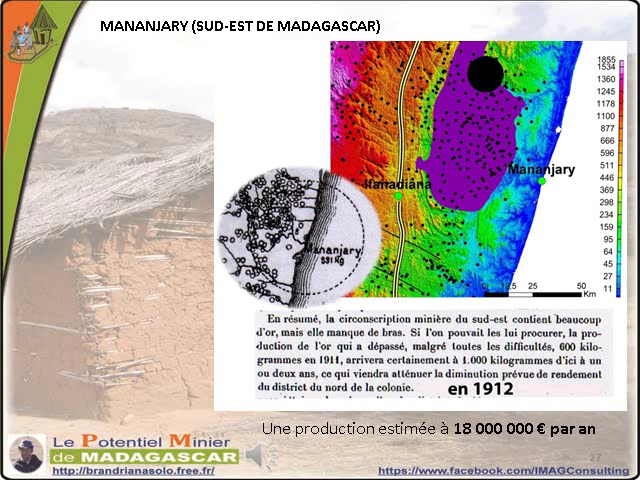 MANANJARY (SUD-EST DE MADAGASCAR)
1855
1534
1360
1245
1178
1100
877
666
596
511
446
369
298
234
159
107
58
27
11
Mananjary
Ifanadiana
Mananjary
591 Kg
0
12,5
25
50
Km
En résumé, la circonscription minière du sud-est contient beaucoup
d'or, mais elle manque de bras. Si l'on pouvait les lui procurer, la pro-
duction de l'or qui a dépassé, malgré toutes les difficultés, 600 kilo-
grammes en 1911, arrivera certainement à 1.000 kilogrammes d'ici à un
ou deux ans, ce qui viendra atténuer la diminution prévue de rendement
du district du nord de la colonie.
en 1912
Une production estimée à 18 000 000 € par an
27
Le Potentiel Minier
de MADAGASCAR
http://brandrianasolo.free.fr/
https://www.facebook.com/IMAGConsulting